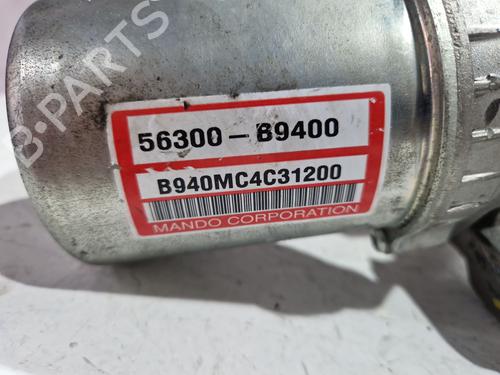 B-PARTS
56300-B9400
B940MC4C31200
MANDO CORPORATION